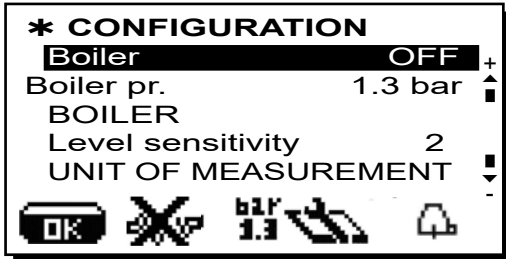 * CONFIGURATION
Boiler OFF
Boiler pr. 1.3 bar
BOILER
Level sensitivity 2
UNIT OF MEASUREMENT
+
-
OK
bar
1.3